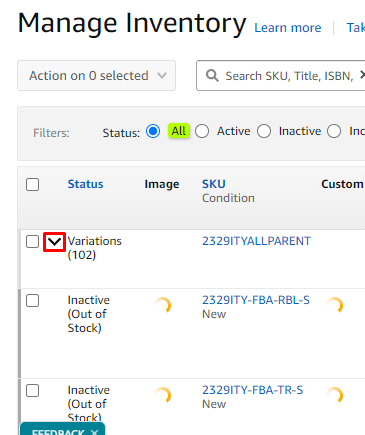 Manage Inventory Learn more Tak
Action on 0 selected Search SKU, Title, ISBN,
Filters: Status: All Active Inactive Inc
Status Image SKU Custom
Condition
Variations 2329ITYALLPARENT
(102)
Inactive 2329ITY-FBA-RBL-S
(Out of New
Stock)
Inactive 2329ITY-FBA-TR-S
(Out of New
Stock)
FEEDBACK